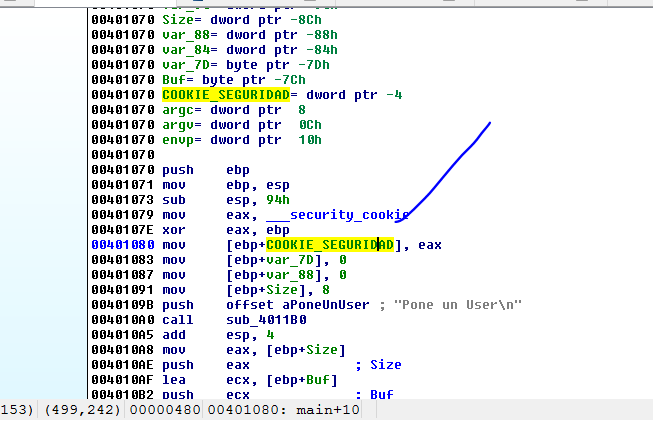 00401070 Size= dword ptr -8Ch
00401070 var_88= dword ptr -88h
00401070 var_84= dword ptr -84h
00401070 var_7D= byte ptr -7Dh
00401070 Buf= byte ptr -7Ch
00401070 COOKIE_SEGURIDAD= dword ptr -4
00401070 argc= dword ptr  8
00401070 argv= dword ptr  0Ch
00401070 envp= dword ptr  10h
00401070
00401070 push    ebp
00401071 mov     ebp, esp
00401073 sub     esp, 94h
00401079 mov     eax, ___security_cookie
0040107E xor     eax, ebp
00401080 mov     [ebp+COOKIE_SEGURIDAD], eax
00401083 mov     [ebp+var_7D], 0
00401087 mov     [ebp+var_88], 0
00401091 mov     [ebp+Size], 8
0040109B push    offset aPoneUnUser ; "Pone un User\n"
004010A0 call    sub_4011B0
004010A5 add     esp, 4
004010A8 mov     eax, [ebp+Size]
004010AE push    eax             ; Size
004010AF lea     ecx, [ebp+Buf]
004010B2 push    ecx             ; Buf
153) (499,242) 00000480 00401080: main+10